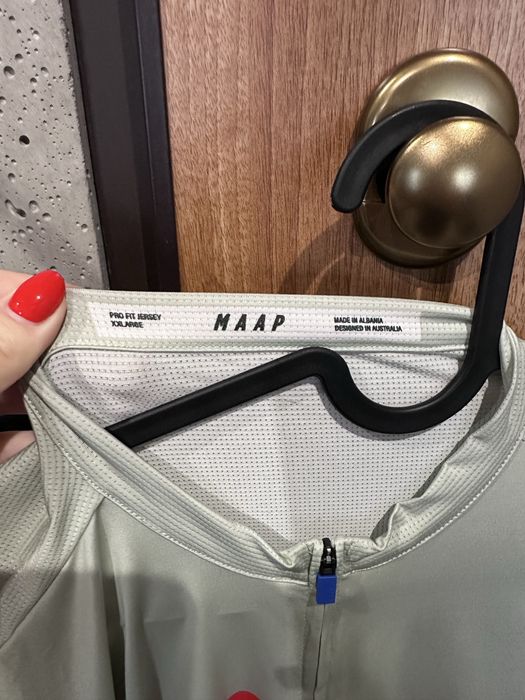 PRO FIT JERSEY
XXLARGE
MAAP
MADE IN ALBANIA
DESIGNED IN AUSTRALIA